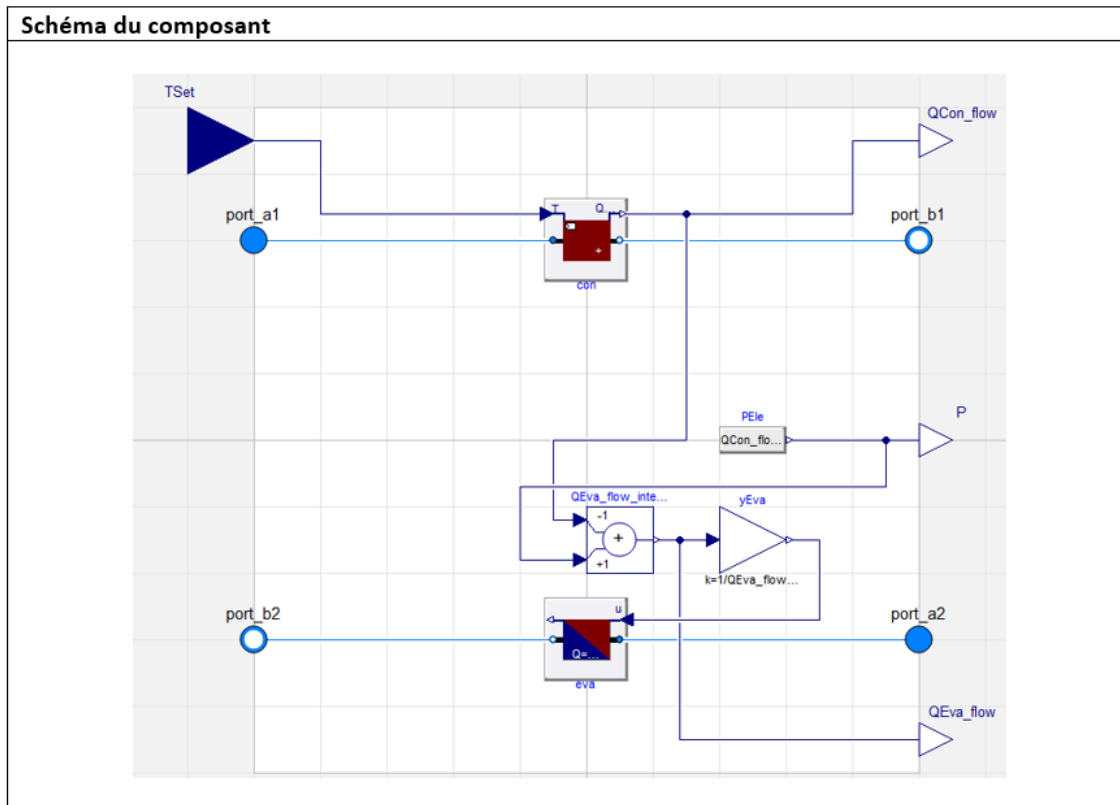 Schéma du composant
TSet
QCon_flow
port_a1
port_b1
T
Q...
+
con
PEle
P
QCon_flo...
QEva_flow_inte...
yEva
-1
+
+1
k=1/QEva_flow...
port_b2
u
port_a2
Q=...
eva
QEva_flow